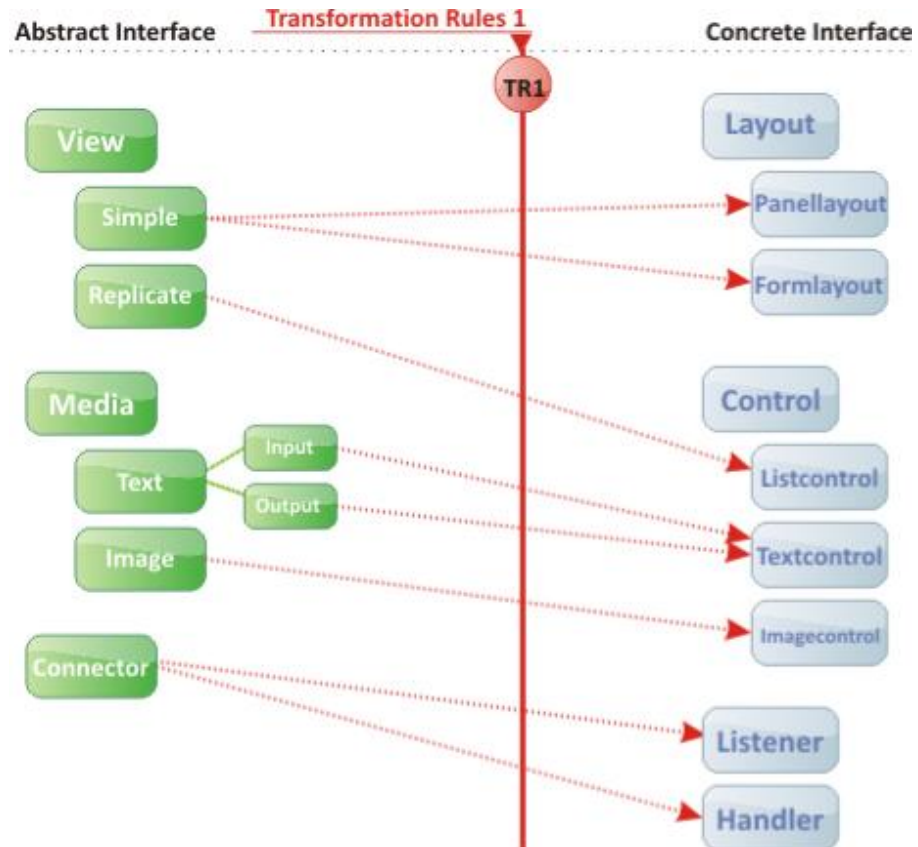 Transformation Rules 1
Abstract Interface
Concrete Interface
TR1
View
Layout
Simple
Panellayout
Replicate
Formlayout
Media
Control
Input
Text
Listcontrol
Output
Image
Textcontrol
Imagecontrol
Connector
Listener
Handler